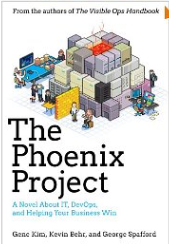 From the authors of The Visible Ops Handbook
The
Phoenix
Project
A Novel About IT, DevOps,
and Helping Your Business Win
Gene Kim, Kevin Behr, and George Spafford